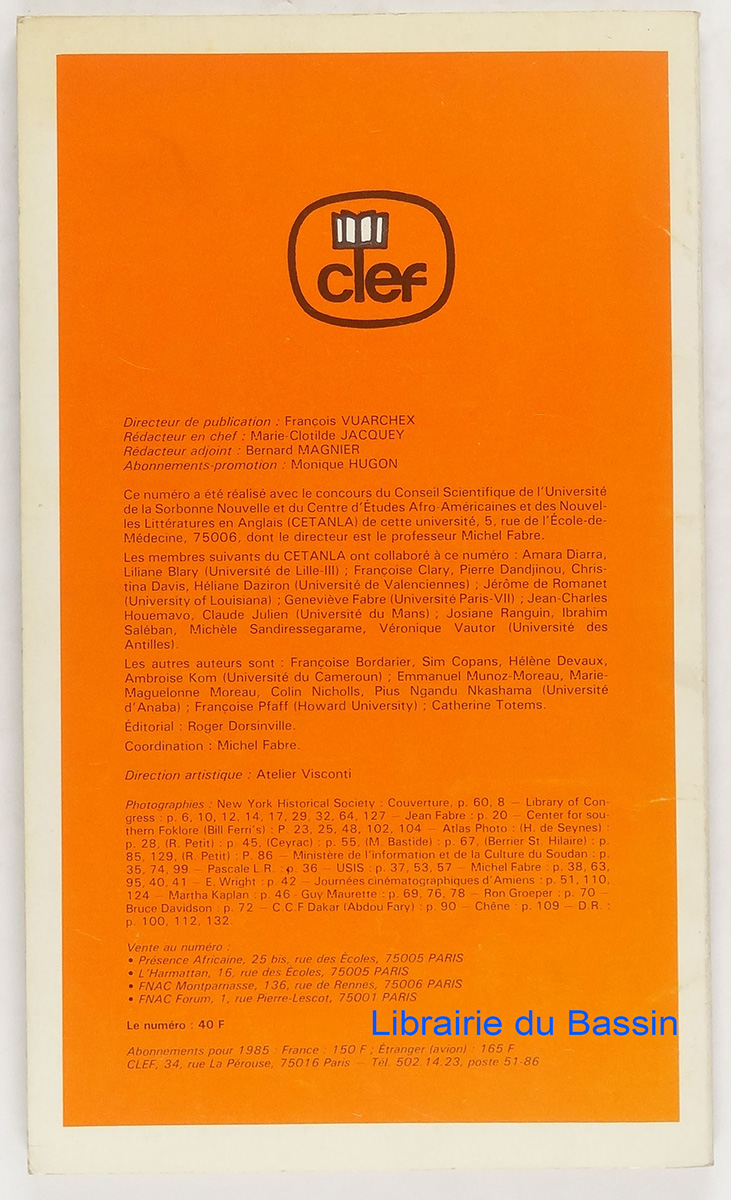 clef
Directeur de publication : François VUARCHEX
Rédacteur en chef : Marie-Clotilde JACQUEY
Rédacteur adjoint : Bernard MAGNIER
Abonnements-promotion : Monique HUGON
Ce numéro a été réalisé avec le concours du Conseil Scientifique de l'Université
de la Sorbonne Nouvelle et du Centre d'Études Afro-Américaines et des Nouvel-
les Littératures en Anglais (CETANLA) de cette université, 5, rue de l'École-de-
Médecine, 75006, dont le directeur est le professeur Michel Fabre.
Les membres suivants du CETANLA ont collaboré à ce numéro : Amara Diarra,
Liliane Blary (Université de Lille-III) ; Françoise Clary, Pierre Dandjinou, Chris-
tina Davis, Héliane Daziron (Université de Valenciennes) ; Jérôme de Romanet
(University of Louisiana) ; Geneviève Fabre (Université Paris-VII) ; Jean-Charles
Houemavo, Claude Julien (Université du Mans) ; Josiane Ranguin, Ibrahim
Saléban, Michèle Sandiressegarame, Véronique Vautor (Université des
Antilles).
Les autres auteurs sont : Françoise Bordarier, Sim Copans, Hélène Devaux,
Ambroise Kom (Université du Cameroun) ; Emmanuel Munoz-Moreau, Marie-
Maguelonne Moreau, Colin Nicholls, Pius Ngandu Nkashama (Université
d'Anaba) ; Françoise Pfaff (Howard University) ; Catherine Totems.
Éditorial : Roger Dorsinville.
Coordination : Michel Fabre.
Direction artistique : Atelier Visconti
Photographies : New York Historical Society : Couverture, p. 60, 8 — Library of Con-
gress : p. 6, 10, 12, 14, 17, 29, 32, 64, 127 — Jean Fabre : p. 20 — Center for sou-
thern Foklore (Bill Ferri's) : P. 23, 25, 48, 102, 104 — Atlas Photo : (H. de Seynes) :
p. 28, (R. Petit) : p. 45, (Ceyrac) : p. 55, (M. Bastide) : p. 67, (Berrier St. Hilaire) : p.
85, 129, (R. Petit) : P. 86 — Ministère de l'information et de la Culture du Soudan : p.
35, 74, 99 — Pascale L.R. : p. 36 — USIS : p. 37, 53, 57 — Michel Fabre : p. 38, 63,
95, 40, 41 — E. Wright : p. 42 — Journées cinématographiques d'Amiens : p. 51, 110,
124 — Martha Kaplan : p. 46 - Guy Maurette : p. 69, 76, 78 — Ron Groeper : p. 70 —
Bruce Davidson : p. 72 — C.C.F Dakar (Abdou Fary) : p. 90 — Chêne : p. 109 — D.R. :
p. 100, 112, 132.
Vente au numéro :
• Présence Africaine, 25 bis, rue des Écoles, 75005 PARIS
• L'Harmattan, 16, rue des Écoles, 75005 PARIS
• FNAC Montparnasse, 136, rue de Rennes, 75006 PARIS
• FNAC Forum, 1, rue Pierre-Lescot, 75001 PARIS
Le numéro : 40 F
Librairie du Bassin
Abonnements pour 1985 : France : 150 F ; Étranger (avion) : 165 F
CLEF, 34, rue La Pérouse, 75016 Paris — Tél. 502.14.23, poste 51-86